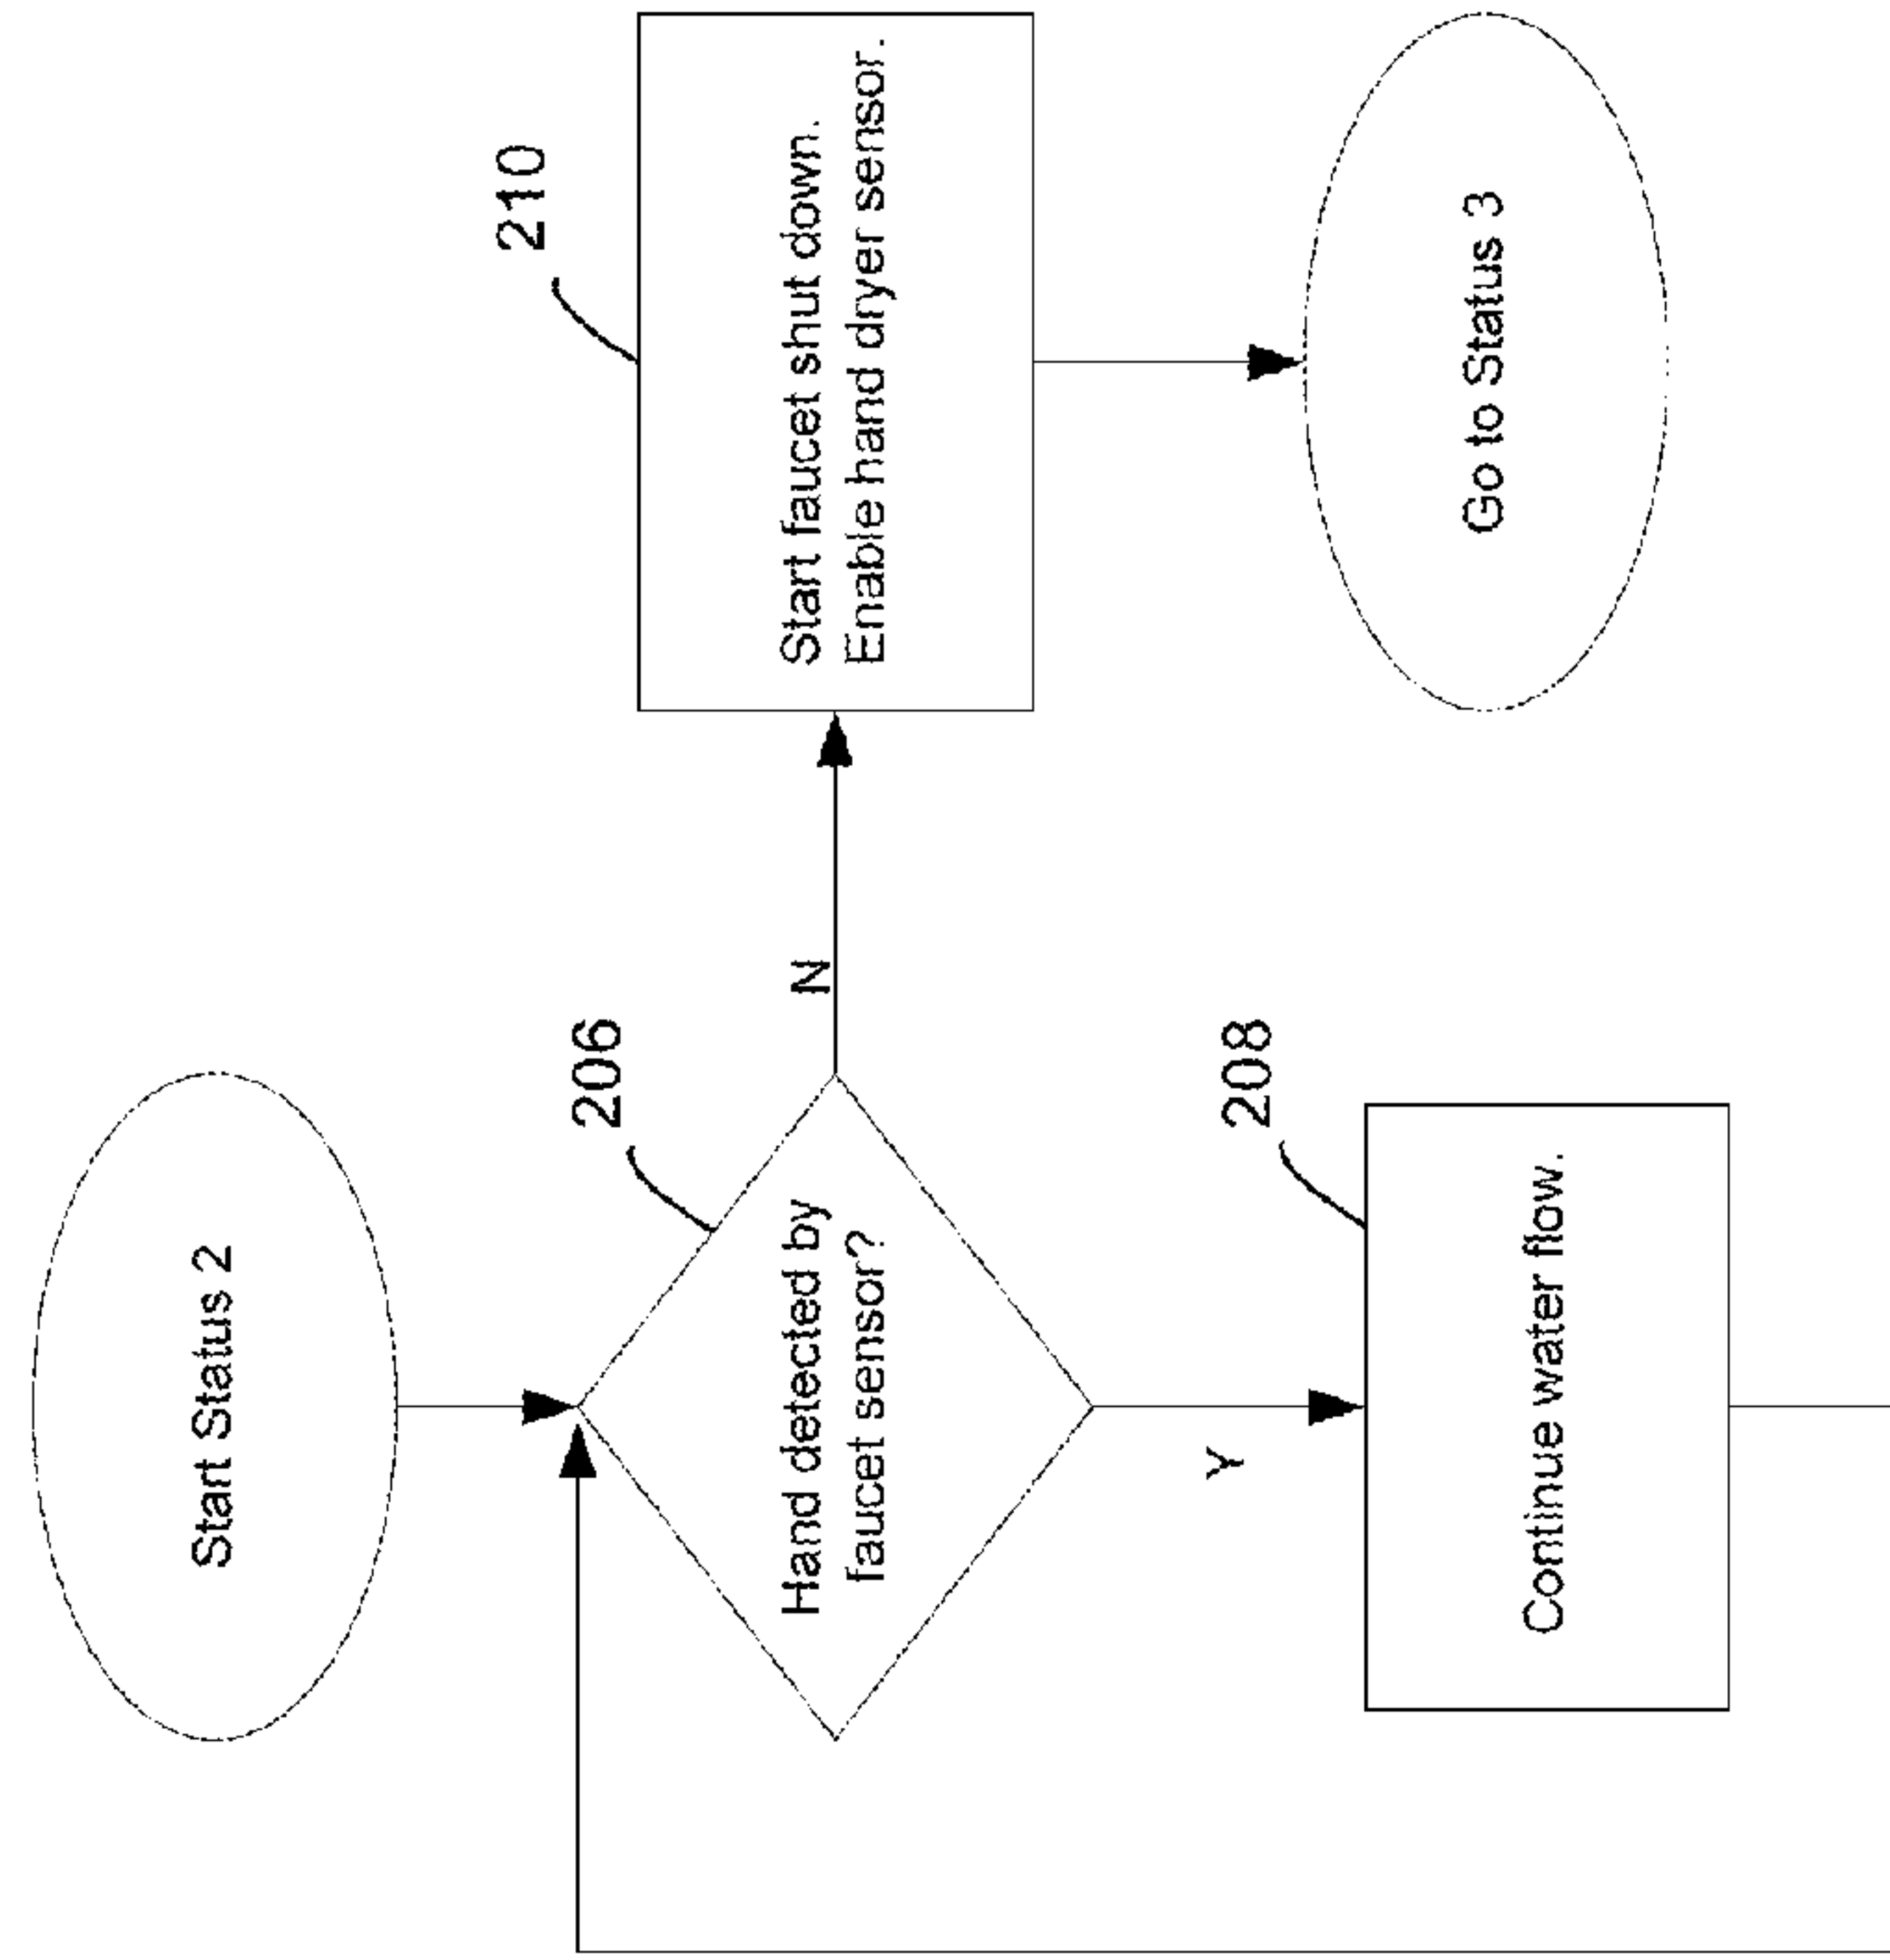 Start Status 2
206
Hand detected by
faucet sensor?
N
210
Start faucet shut down.
Enable hand dryer sensor.
Y
208
Continue water flow.
Go to Status 3